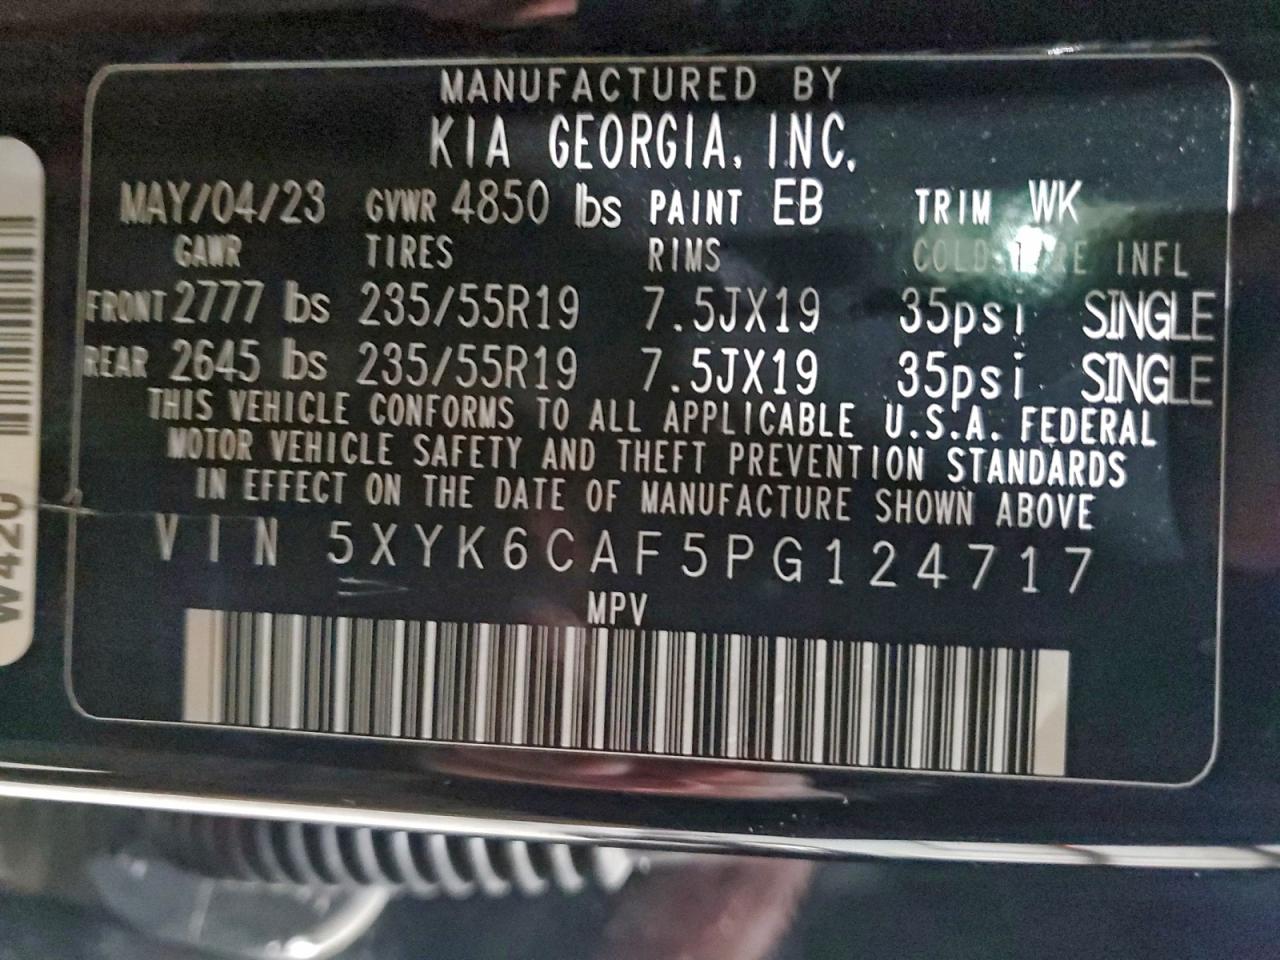 MANUFACTURED BY
KIA GEORGIA, INC.
MAY/04/23 GVWR 4850 lbs PAINT EB TRIM WK
GAWR TIRES RIMS COLD TIRE INFL
FRONT 2777 lbs 235/55R19 7.5JX19 35psi SINGLE
REAR 2645 lbs 235/55R19 7.5JX19 35psi SINGLE
THIS VEHICLE CONFORMS TO ALL APPLICABLE U.S.A. FEDERAL
MOTOR VEHICLE SAFETY AND THEFT PREVENTION STANDARDS
IN EFFECT ON THE DATE OF MANUFACTURE SHOWN ABOVE
VIN 5XYK6CAF5PG124717
MPV
W420